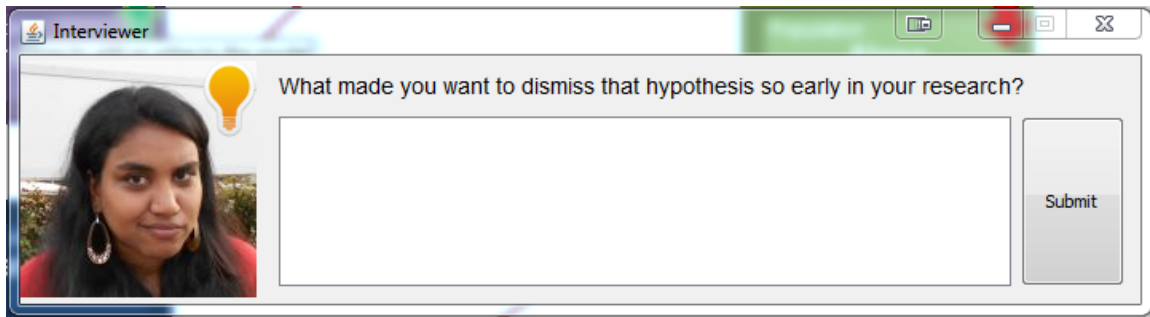 Interviewer
What made you want to dismiss that hypothesis so early in your research?
Submit